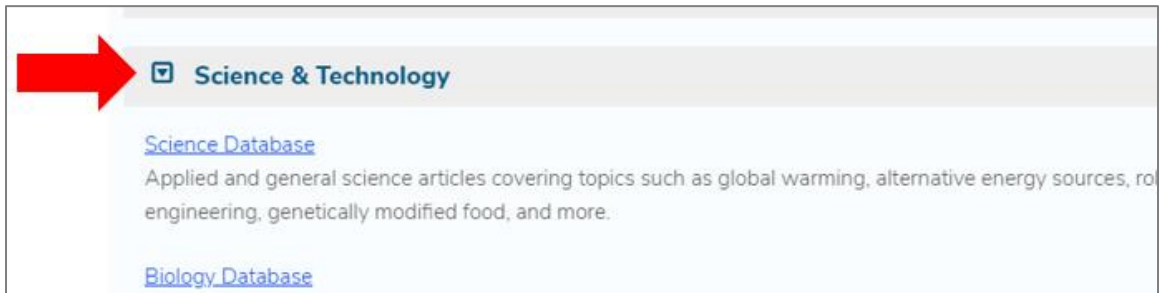 Science & Technology
Science Database
Applied and general science articles covering topics such as global warming, alternative energy sources,
engineering, genetically modified food, and more.
Biology Database